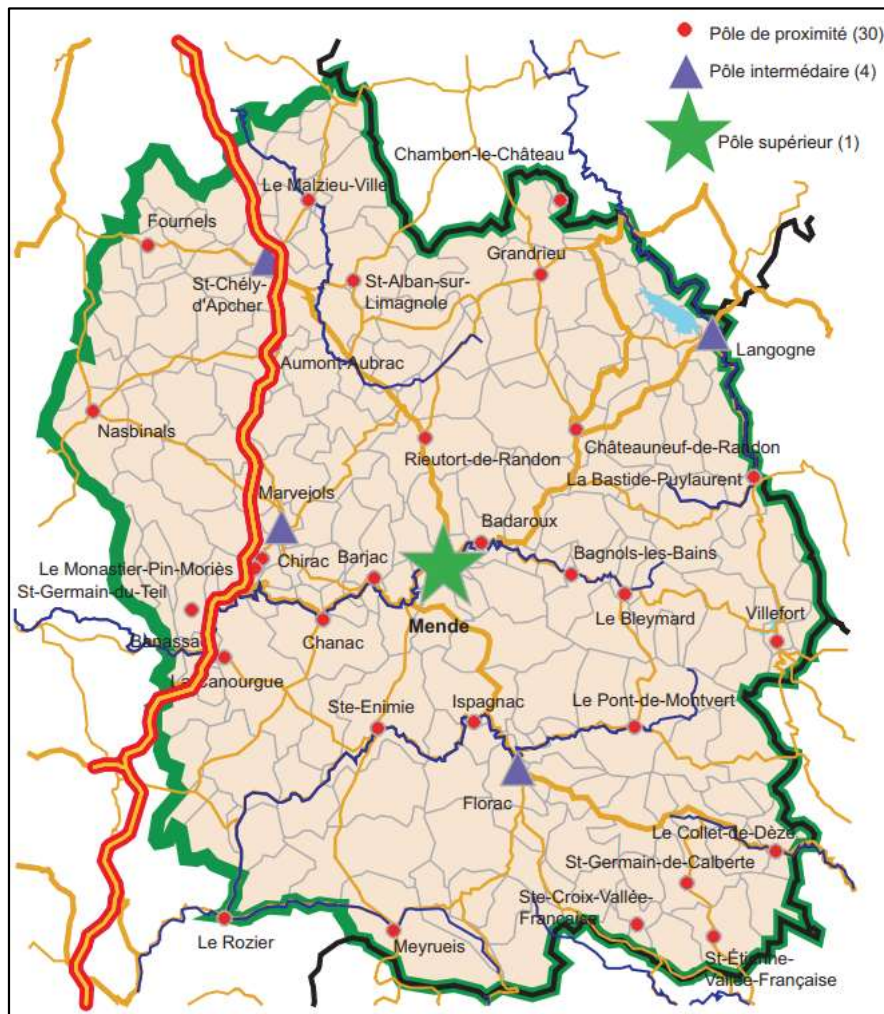 Pôle de proximité (30)
Pôle intermédaire (4)
Pôle supérieur (1)
Chambon-le-Château
Le Malzieu-Ville
Fournels
Grandrieu
St-Chély-
d'Apcher
St-Alban-sur-
Limagnole
Langogne
Aumont-Aubrac
Nasbinals
Rieutort-de-Randon
Châteauneuf-de-Randon
La Bastide-Puylaurent
Marvejols
Badaroux
Le Monastier-Pin-Moriès
Chirac
Barjac
Bagnols-les-Bains
St-Germain-du-Teil
Le Bleymard
Villefort
Banassac
Chanac
Mende
La Canourgue
Ste-Enimie
Ispagnac
Le Pont-de-Montvert
Florac
Le Collet-de-Dèze
St-Germain-de-Calberte
Ste-Croix-Vallée-
Française
Le Rozier
Meyrueis
St-Étienne-
Vallée-Française